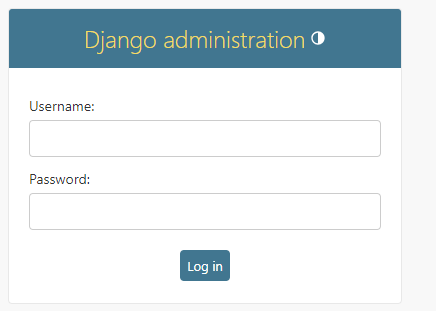 Django administration
Username:
Password:
Log in